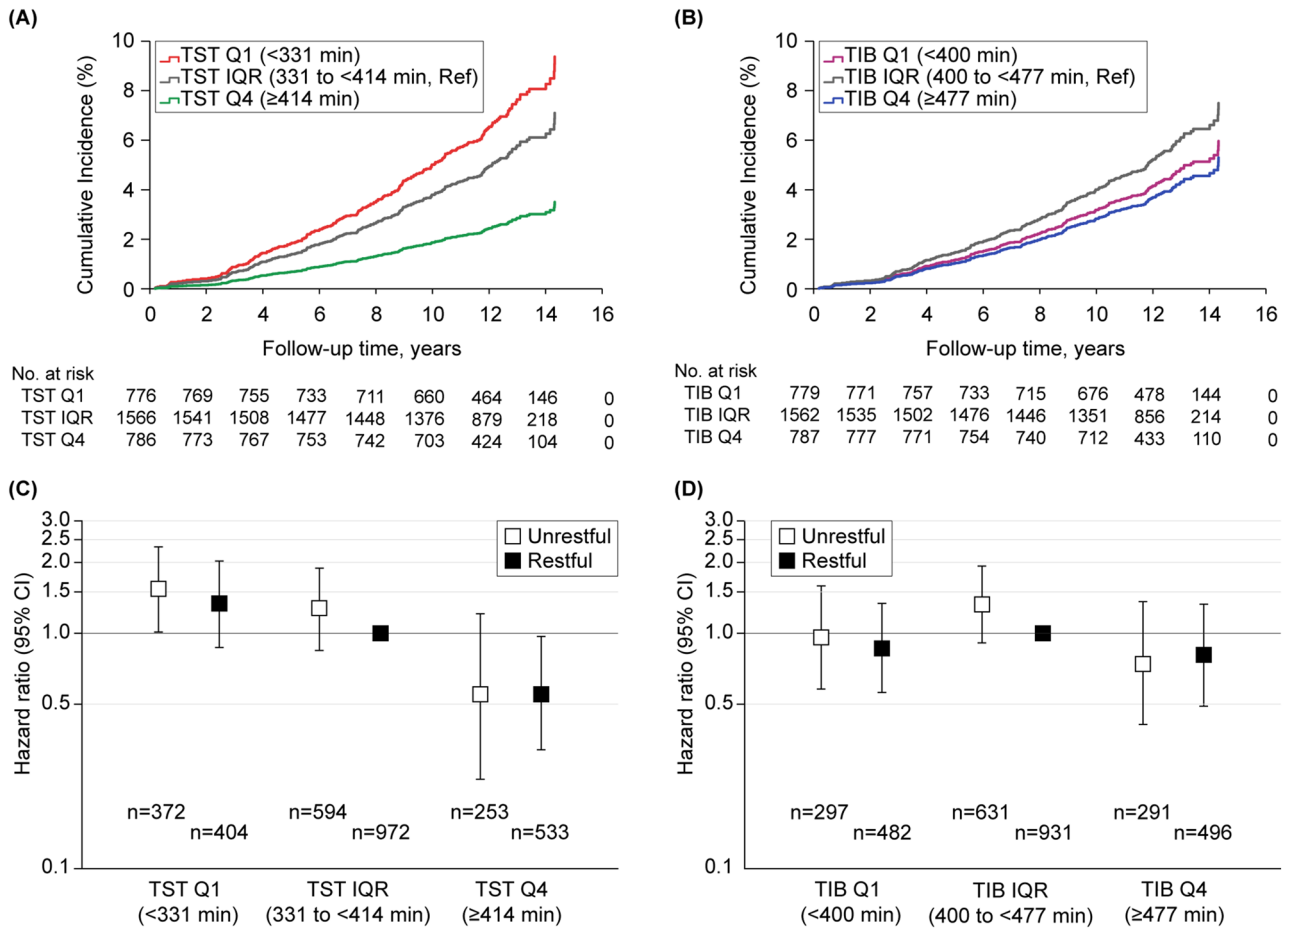 (A)
Cumulative Incidence (%)
10
8
6
4
2
0
TST Q1 (<331 min)
TST IQR (331 to <414 min, Ref)
TST Q4 (≥414 min)
0 2 4 6 8 10 12 14 16
Follow-up time, years
No. at risk
TST Q1 776 769 755 733 711 660 464 146 0
TST IQR 1566 1541 1508 1477 1448 1376 879 218 0
TST Q4 786 773 767 753 742 703 424 104 0
(B)
Cumulative Incidence (%)
10
8
6
4
2
0
TIB Q1 (<400 min)
TIB IQR (400 to <477 min, Ref)
TIB Q4 (≥477 min)
0 2 4 6 8 10 12 14 16
Follow-up time, years
No. at risk
TIB Q1 779 771 757 733 715 676 478 144 0
TIB IQR 1562 1535 1502 1476 1446 1351 856 214 0
TIB Q4 787 777 771 754 740 712 433 110 0
(C)
Hazard ratio (95% CI)
3.0
2.5
2.0
1.5
1.0
0.5
0.1
Unrestful
Restful
n=372 n=594 n=253
n=404 n=972 n=533
TST Q1 TST IQR TST Q4
(<331 min) (331 to <414 min) (≥414 min)
(D)
Hazard ratio (95% CI)
3.0
2.5
2.0
1.5
1.0
0.5
0.1
Unrestful
Restful
n=297 n=631 n=291
n=482 n=931 n=496
TIB Q1 TIB IQR TIB Q4
(<400 min) (400 to <477 min) (≥477 min)